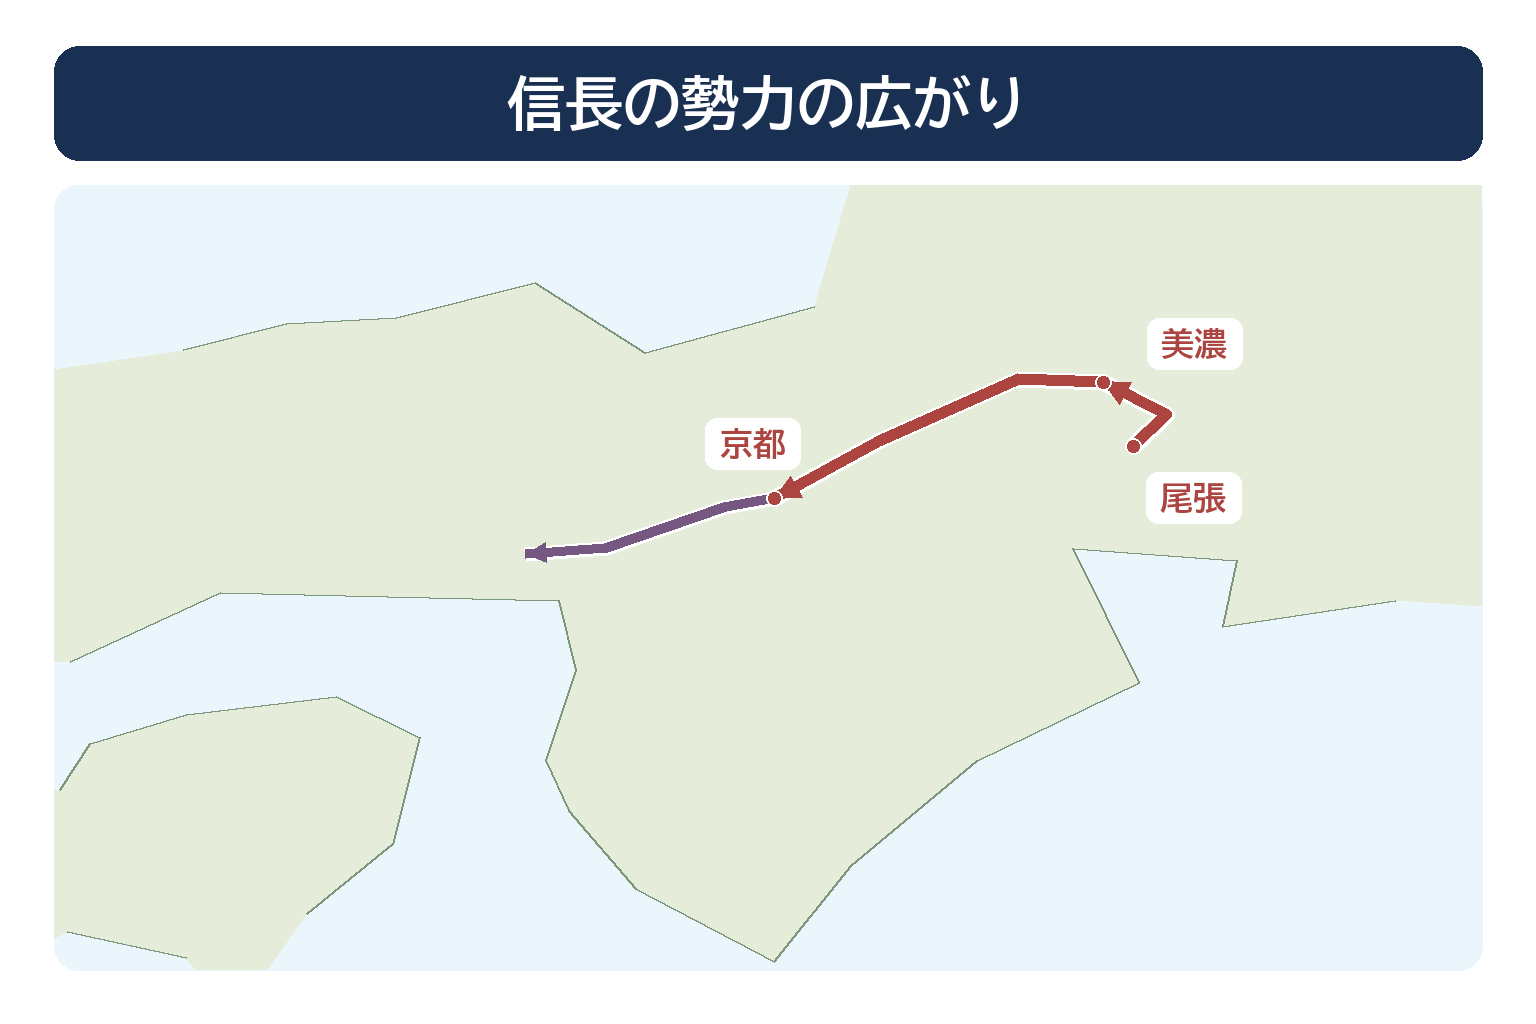 信長の勢力の広がり
美濃
京都
尾張